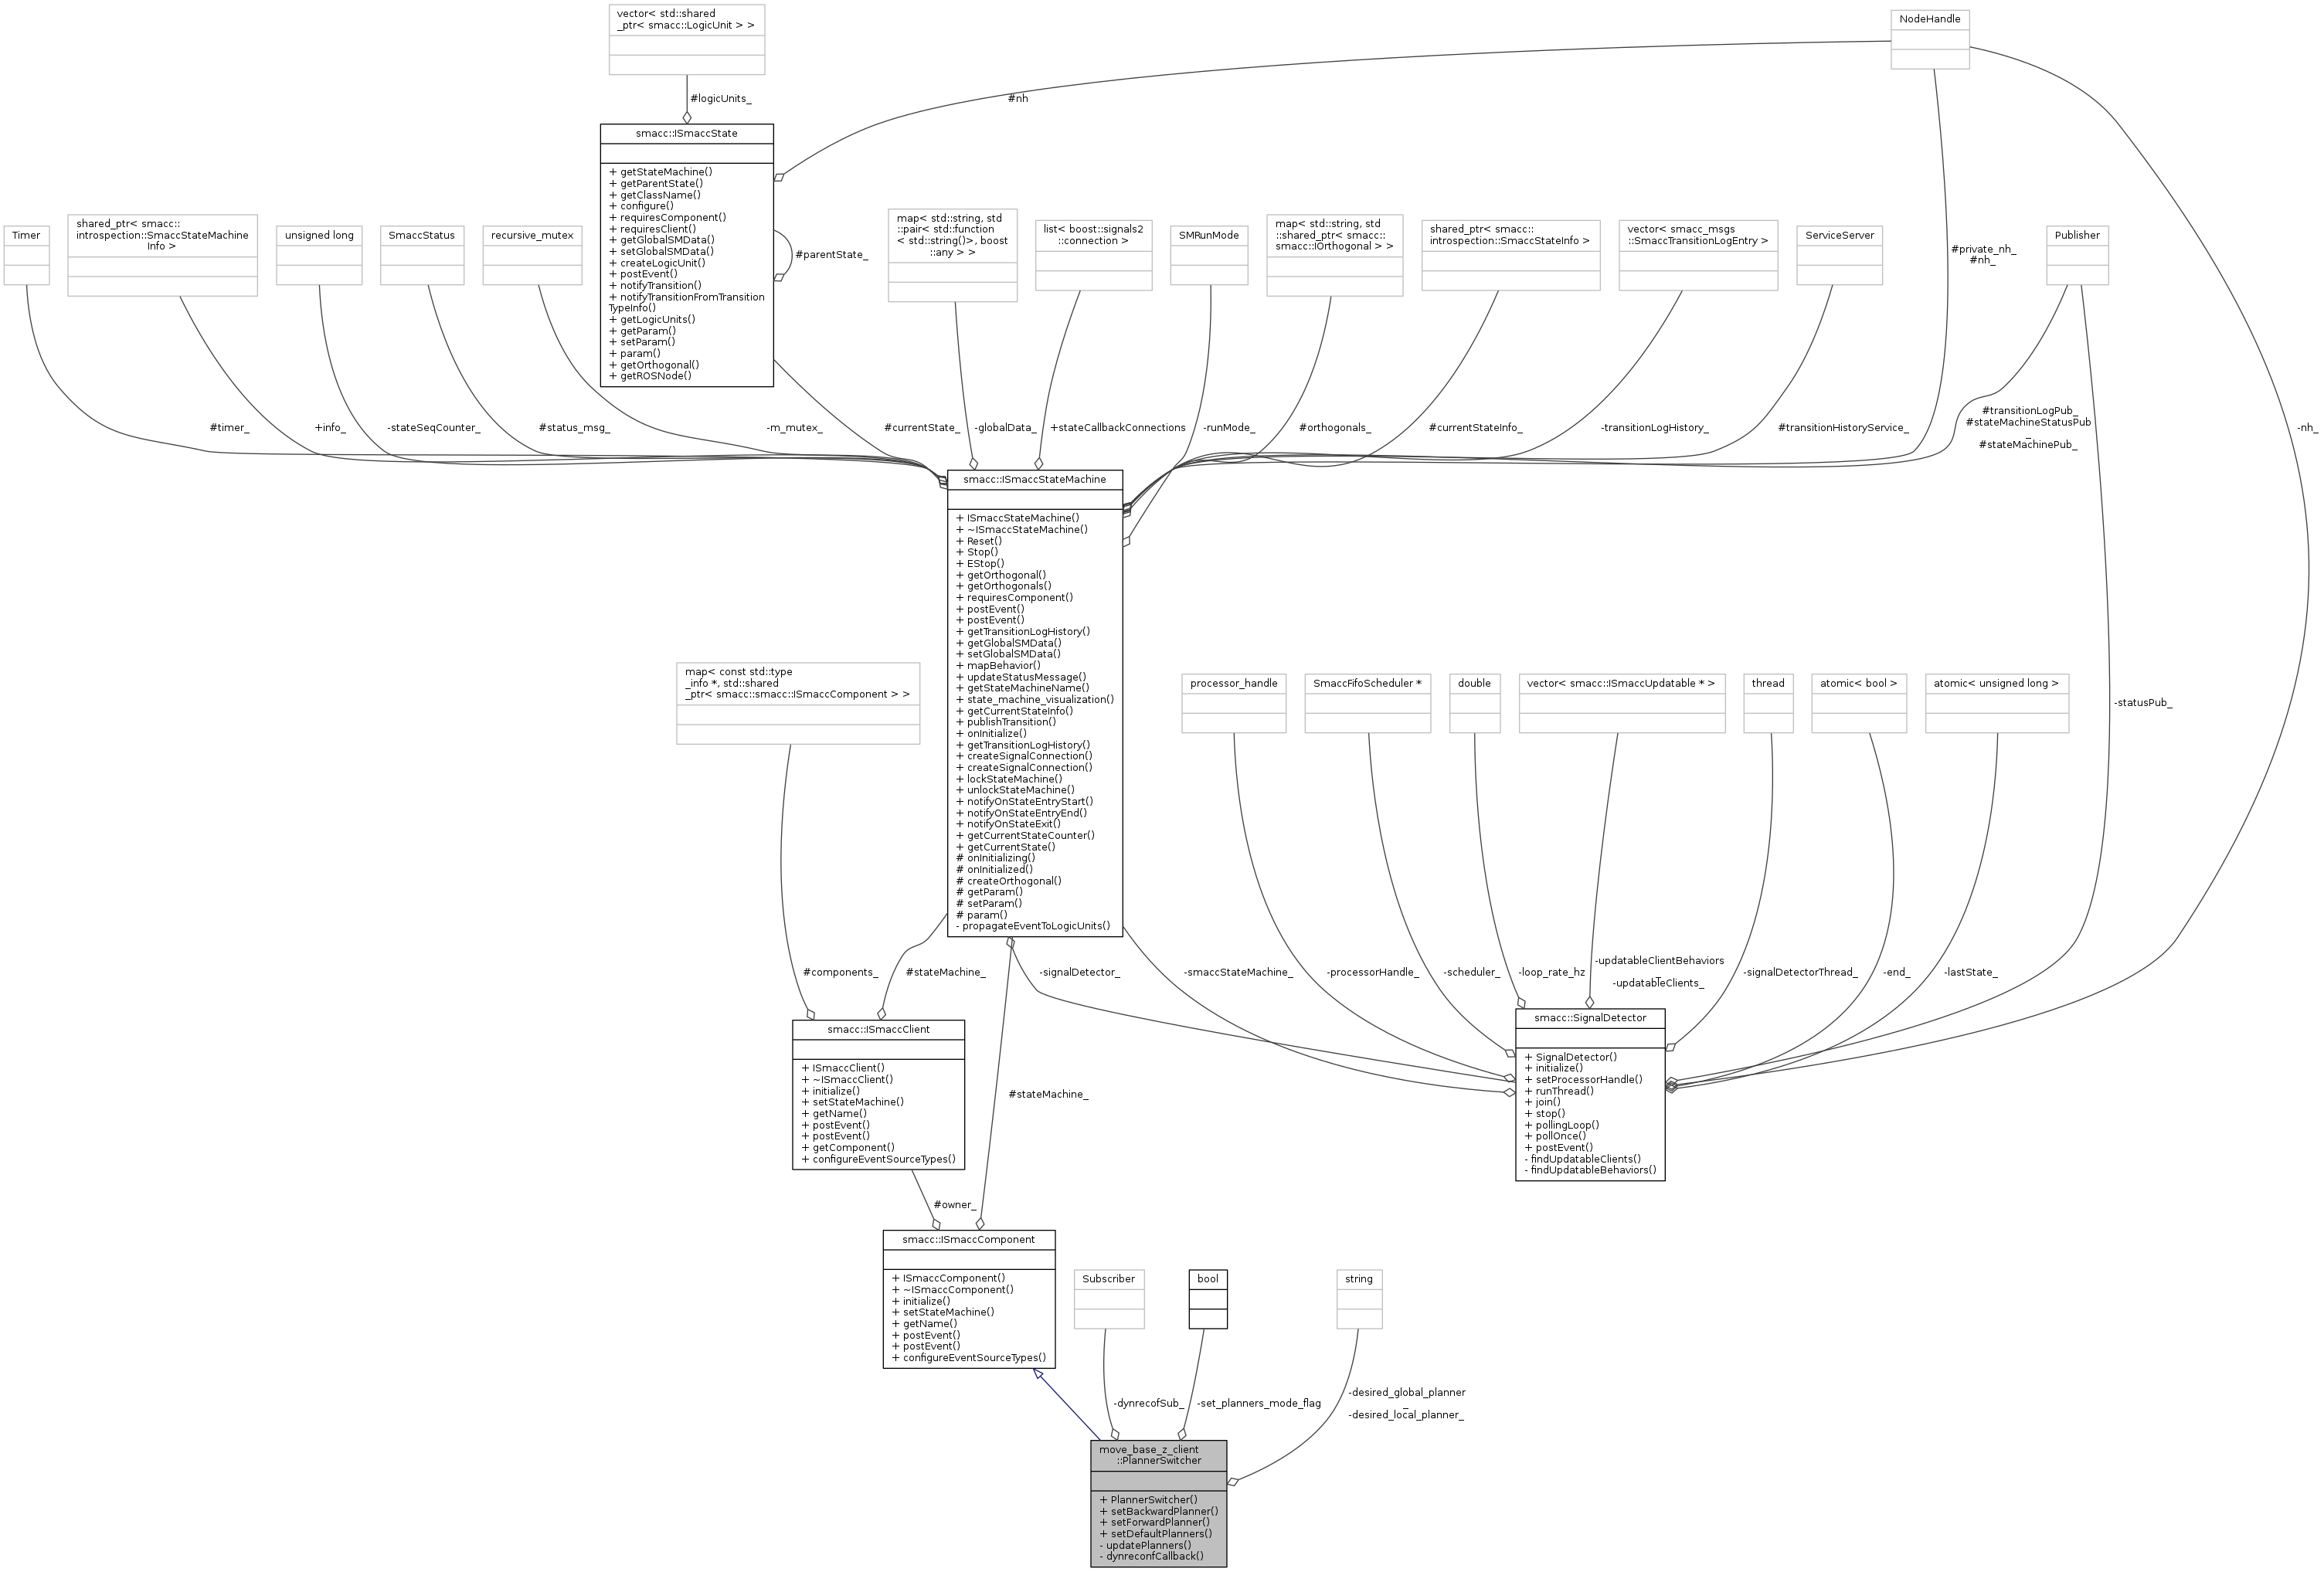 vector< std::shared
_ptr< smacc::LogicUnit > >
NodeHandle
#logicUnits_
#nh
smacc::ISmaccState
+ getStateMachine()
+ getParentState()
+ getClassName()
+ configure()
+ requiresComponent()
+ requiresClient()
+ getGlobalSMData()
+ setGlobalSMData()
+ createLogicUnit()
+ postEvent()
+ notifyTransition()
+ notifyTransitionFromTransition
TypeInfo()
+ getLogicUnits()
+ getParam()
+ setParam()
+ param()
+ getOrthogonal()
+ getROSNode()
#parentState_
Timer
shared_ptr< smacc::
introspection::SmaccStateMachine
Info >
unsigned long
SmaccStatus
recursive_mutex
map< std::string, std
::pair< std::function
< std::string()>, boost
::any > >
list< boost::signals2
::connection >
SMRunMode
map< std::string, std
::shared_ptr< smacc::
smacc::IOrthogonal > >
shared_ptr< smacc::
introspection::SmaccStateInfo >
vector< smacc_msgs
::SmaccTransitionLogEntry >
ServiceServer
Publisher
#private_nh_
#nh_
#timer_
+info_
-stateSeqCounter_
#status_msg_
-m_mutex_
#currentState_
-globalData_
+stateCallbackConnections
-runMode_
#orthogonals_
#currentStateInfo_
-transitionLogHistory_
#transitionHistoryService_
#transitionLogPub_
#stateMachineStatusPub
_
#stateMachinePub_
-nh_
smacc::ISmaccStateMachine
+ ISmaccStateMachine()
+ ~ISmaccStateMachine()
+ Reset()
+ Stop()
+ EStop()
+ getOrthogonal()
+ getOrthogonals()
+ requiresComponent()
+ postEvent()
+ postEvent()
+ getTransitionLogHistory()
+ getGlobalSMData()
+ setGlobalSMData()
+ mapBehavior()
+ updateStatusMessage()
+ getStateMachineName()
+ state_machine_visualization()
+ getCurrentStateInfo()
+ publishTransition()
+ onInitialize()
+ getTransitionLogHistory()
+ createSignalConnection()
+ createSignalConnection()
+ lockStateMachine()
+ unlockStateMachine()
+ notifyOnStateEntryStart()
+ notifyOnStateEntryEnd()
+ notifyOnStateExit()
+ getCurrentStateCounter()
+ getCurrentState()
# onInitializing()
# onInitialized()
# createOrthogonal()
# getParam()
# setParam()
# param()
- propagateEventToLogicUnits()
map< const std::type
_info *, std::shared
_ptr< smacc::smacc::ISmaccComponent > >
processor_handle
SmaccFifoScheduler *
double
vector< smacc::ISmaccUpdatable * >
thread
atomic< bool >
atomic< unsigned long >
-statusPub_
#components_
#stateMachine_
-signalDetector_
-smaccStateMachine_
-processorHandle_
-scheduler_
-loop_rate_hz
-updatableClientBehaviors
_
-updatableClients_
-signalDetectorThread_
-end_
-lastState_
smacc::ISmaccClient
+ ISmaccClient()
+ ~ISmaccClient()
+ initialize()
+ setStateMachine()
+ getName()
+ postEvent()
+ postEvent()
+ getComponent()
+ configureEventSourceTypes()
#stateMachine_
smacc::SignalDetector
+ SignalDetector()
+ initialize()
+ setProcessorHandle()
+ runThread()
+ join()
+ stop()
+ pollingLoop()
+ pollOnce()
+ postEvent()
- findUpdatableClients()
- findUpdatableBehaviors()
#owner_
smacc::ISmaccComponent
+ ISmaccComponent()
+ ~ISmaccComponent()
+ initialize()
+ setStateMachine()
+ getName()
+ postEvent()
+ postEvent()
+ configureEventSourceTypes()
Subscriber
bool
string
-dynrecofSub_
-set_planners_mode_flag
-desired_global_planner
_
-desired_local_planner_
move_base_z_client
::PlannerSwitcher
+ PlannerSwitcher()
+ setBackwardPlanner()
+ setForwardPlanner()
+ setDefaultPlanners()
- updatePlanners()
- dynreconfCallback()